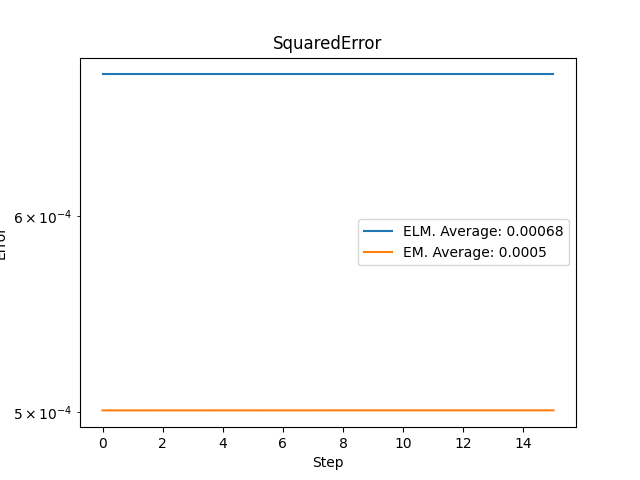 SquaredError
Error
6 × 10⁻⁴
5 × 10⁻⁴
ELM. Average: 0.00068
EM. Average: 0.0005
0 2 4 6 8 10 12 14
Step